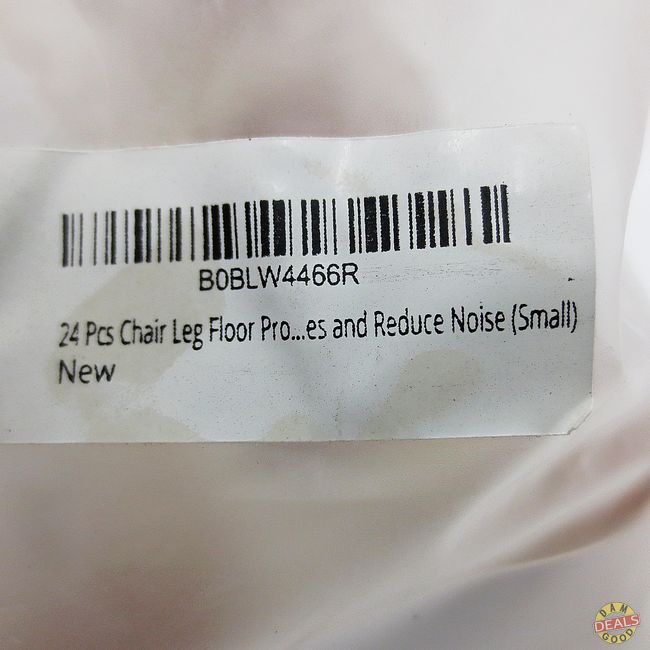 B0BLW4466R
24 Pcs Chair Leg Floor Pro...es and Reduce Noise (Small)
New
DAM
DEALS
GOOD